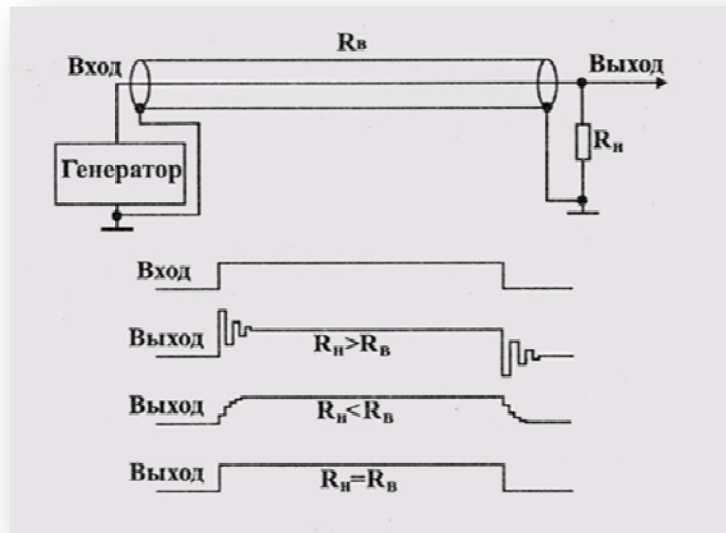 Rв
Вход
Выход
Генератор
Rн
Вход
Выход
Rн>Rв
Выход
Rн<Rв
Выход
Rн=Rв